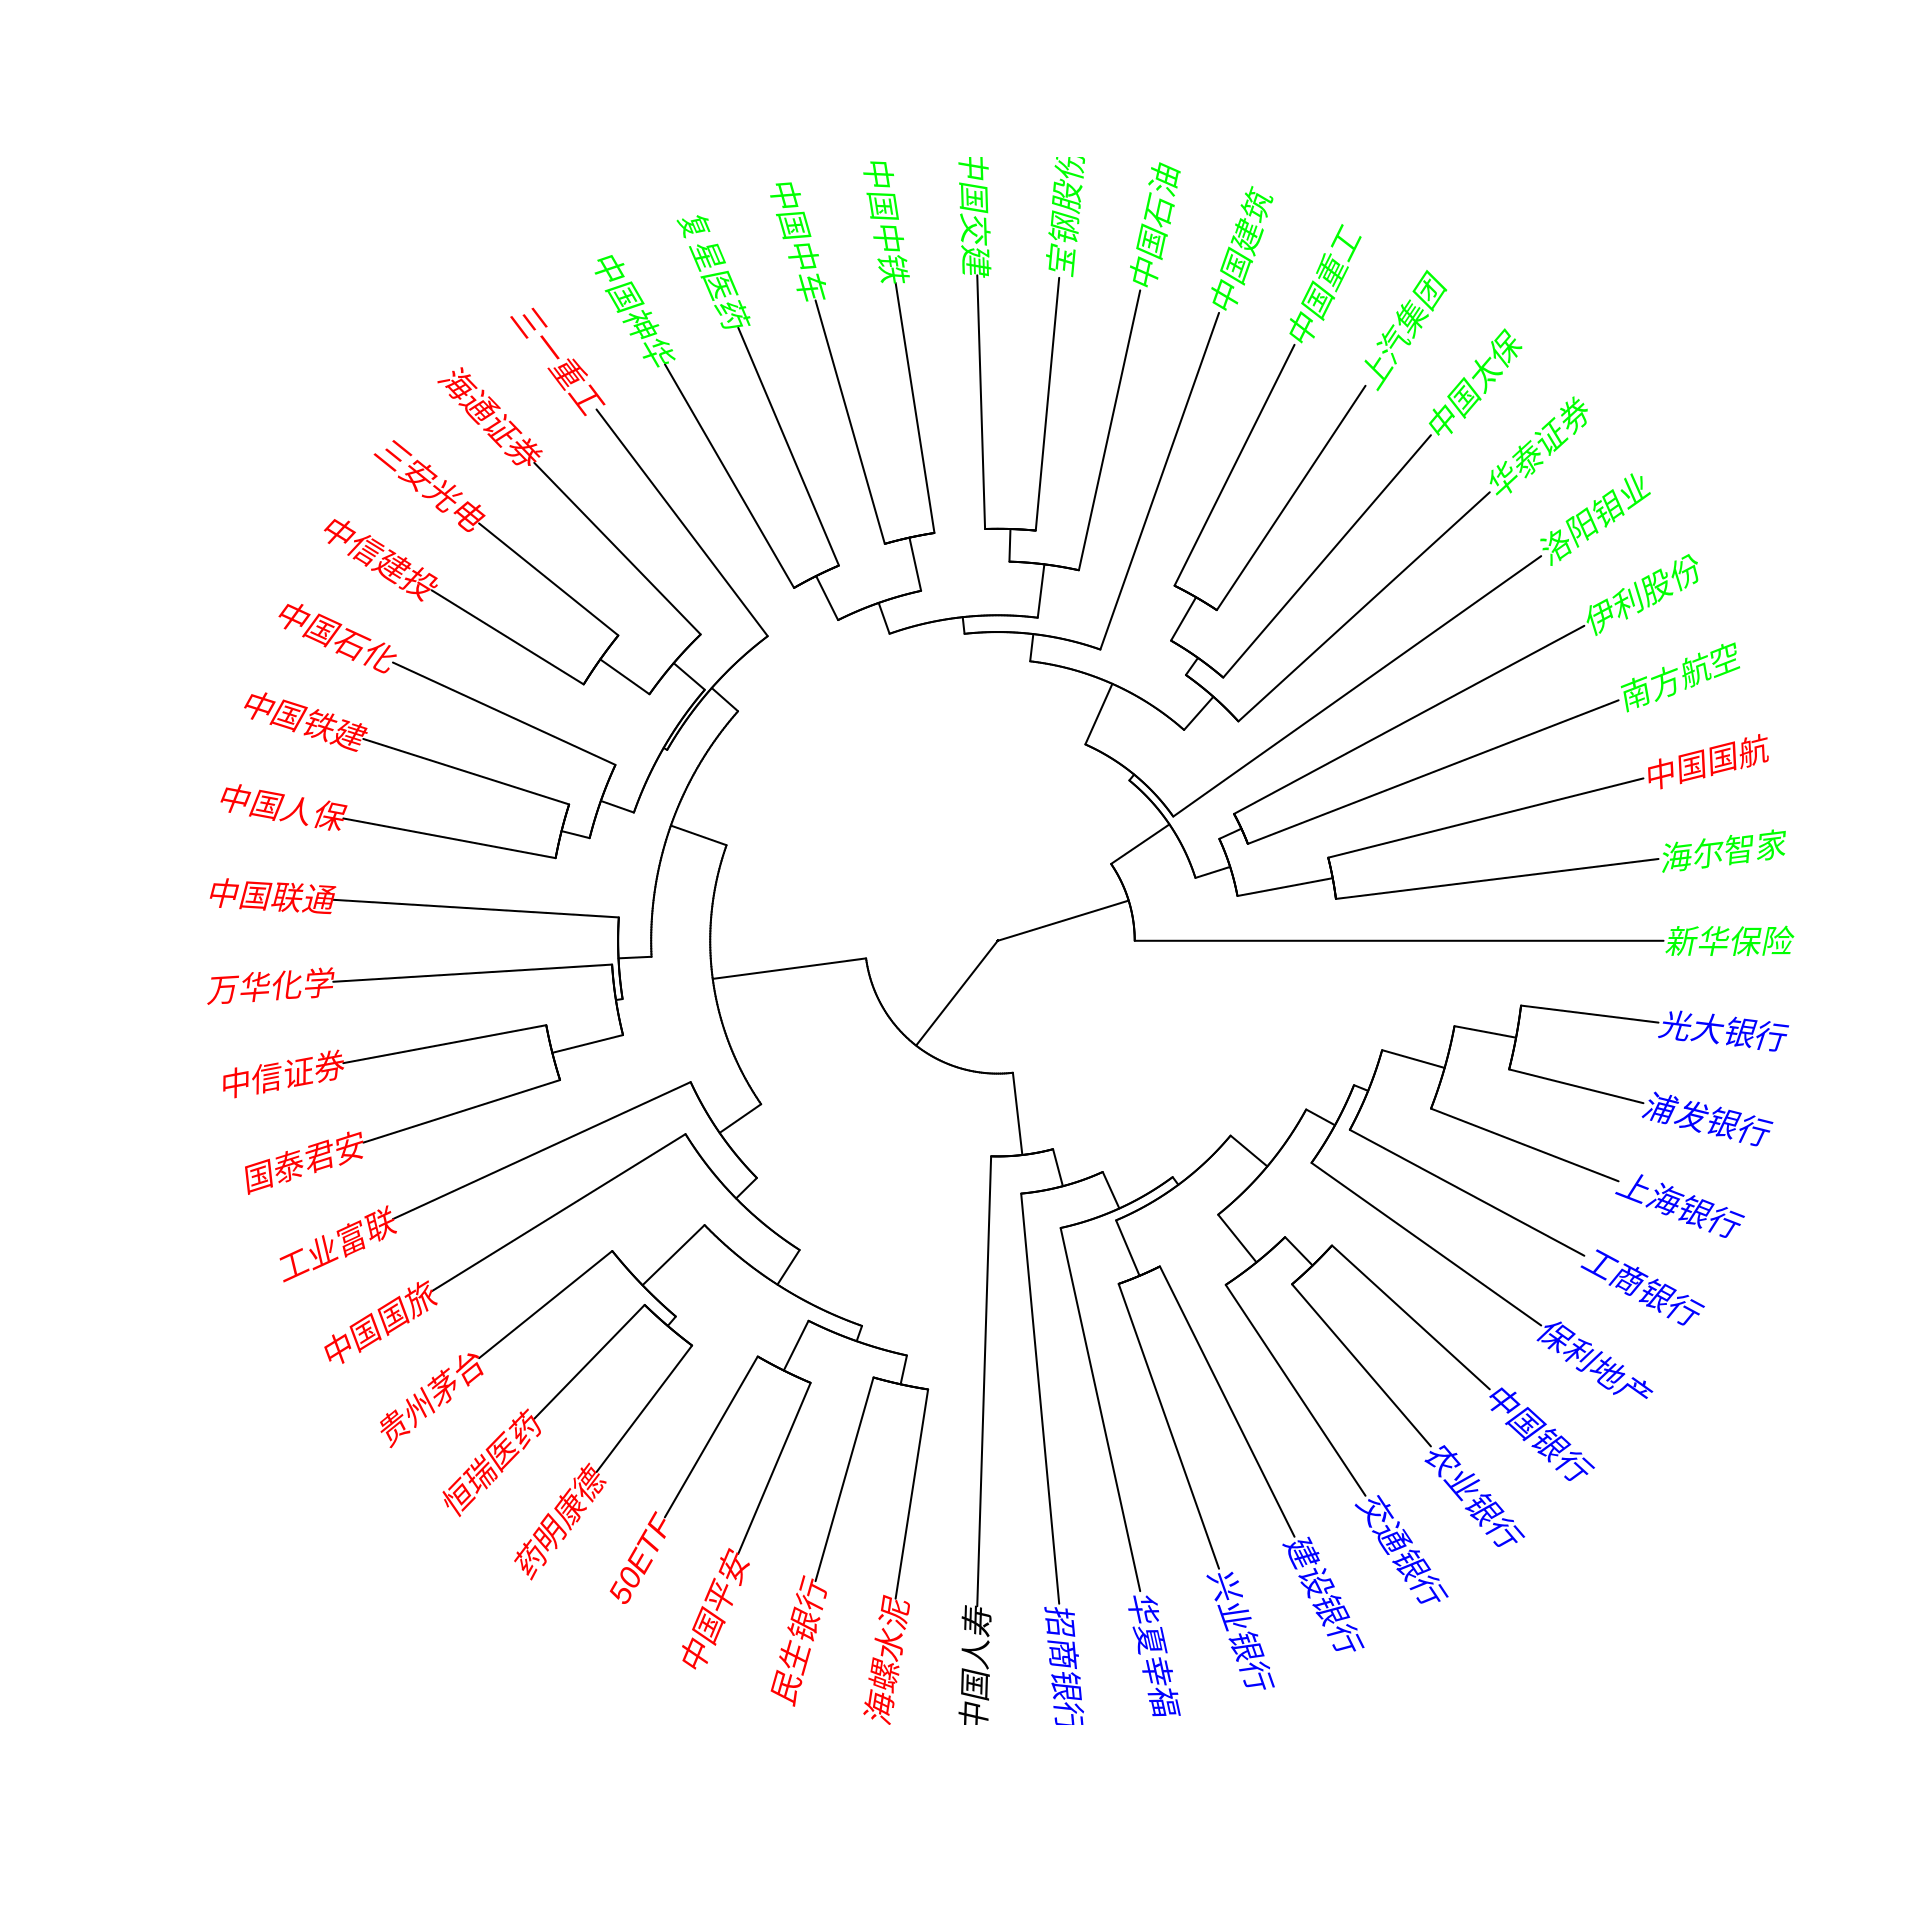 新华保险
海尔智家
中国国航
南方航空
伊利股份
洛阳钼业
华泰证券
中国太保
上汽集团
中国重工
中国建筑
中国石油
宝钢股份
中国交建
中国中铁
中国中车
复星医药
中国神华
三一重工
海通证券
三安光电
中信建投
中国石化
中国铁建
中国人保
中国联通
万华化学
中信证券
国泰君安
工业富联
中国国旅
贵州茅台
恒瑞医药
药明康德
50ETF
中国平安
民生银行
海螺水泥
中国人寿
招商银行
华夏幸福
兴业银行
建设银行
交通银行
农业银行
中国银行
保利地产
工商银行
上海银行
浦发银行
光大银行